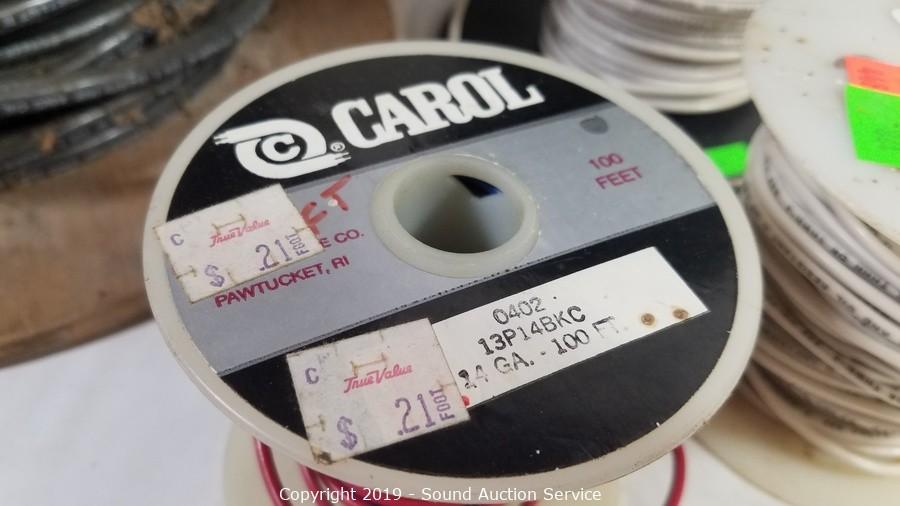 C CAROL ®
100
FEET
FT
CO.
PAWTUCKET, RI
C
True Value
$ .21 FOOT
0402
13P14BKC
14 GA. - 100 FT.
C
True Value
$ .21 FOOT
Copyright 2019 - Sound Auction Service